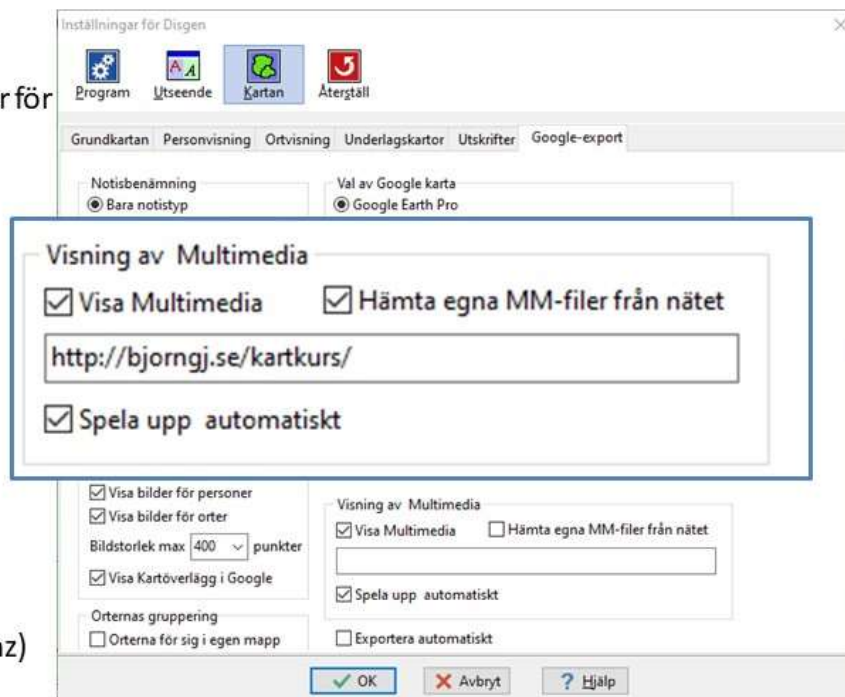 Inställningar för Disgen
Program Utseende Kartan Återställ
r för
Grundkartan Personvisning Ortvisning Underlagskartor Utskrifter Google-export
Notisbenämning Val av Google karta
Bara notistyp Google Earth Pro
Visning av Multimedia
Visa Multimedia Hämta egna MM-filer från nätet
http://bjorngj.se/kartkurs/
Spela upp automatiskt
Visa bilder för personer
Visa bilder för orter
Bildstorlek max 400 punkter
Visa Kartöverlägg i Google
Visning av Multimedia
Visa Multimedia Hämta egna MM-filer från nätet
Spela upp automatiskt
Orternas gruppering
Orterna för sig i egen mapp
Exportera automatiskt
z)
OK Avbryt Hjälp